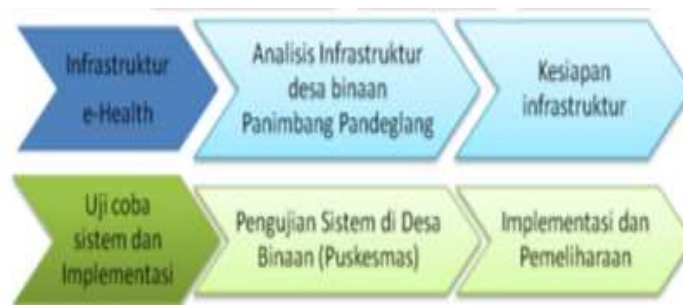 Infrastruktur
e-Health
Analisis Infrastruktur
desa binaan
Panimbang Pandeglang
Kesiapan
infrastruktur
Uji coba
sistem dan
Implementasi
Pengujian Sistem di Desa
Binaan (Puskesmas)
Implementasi dan
Pemeliharaan